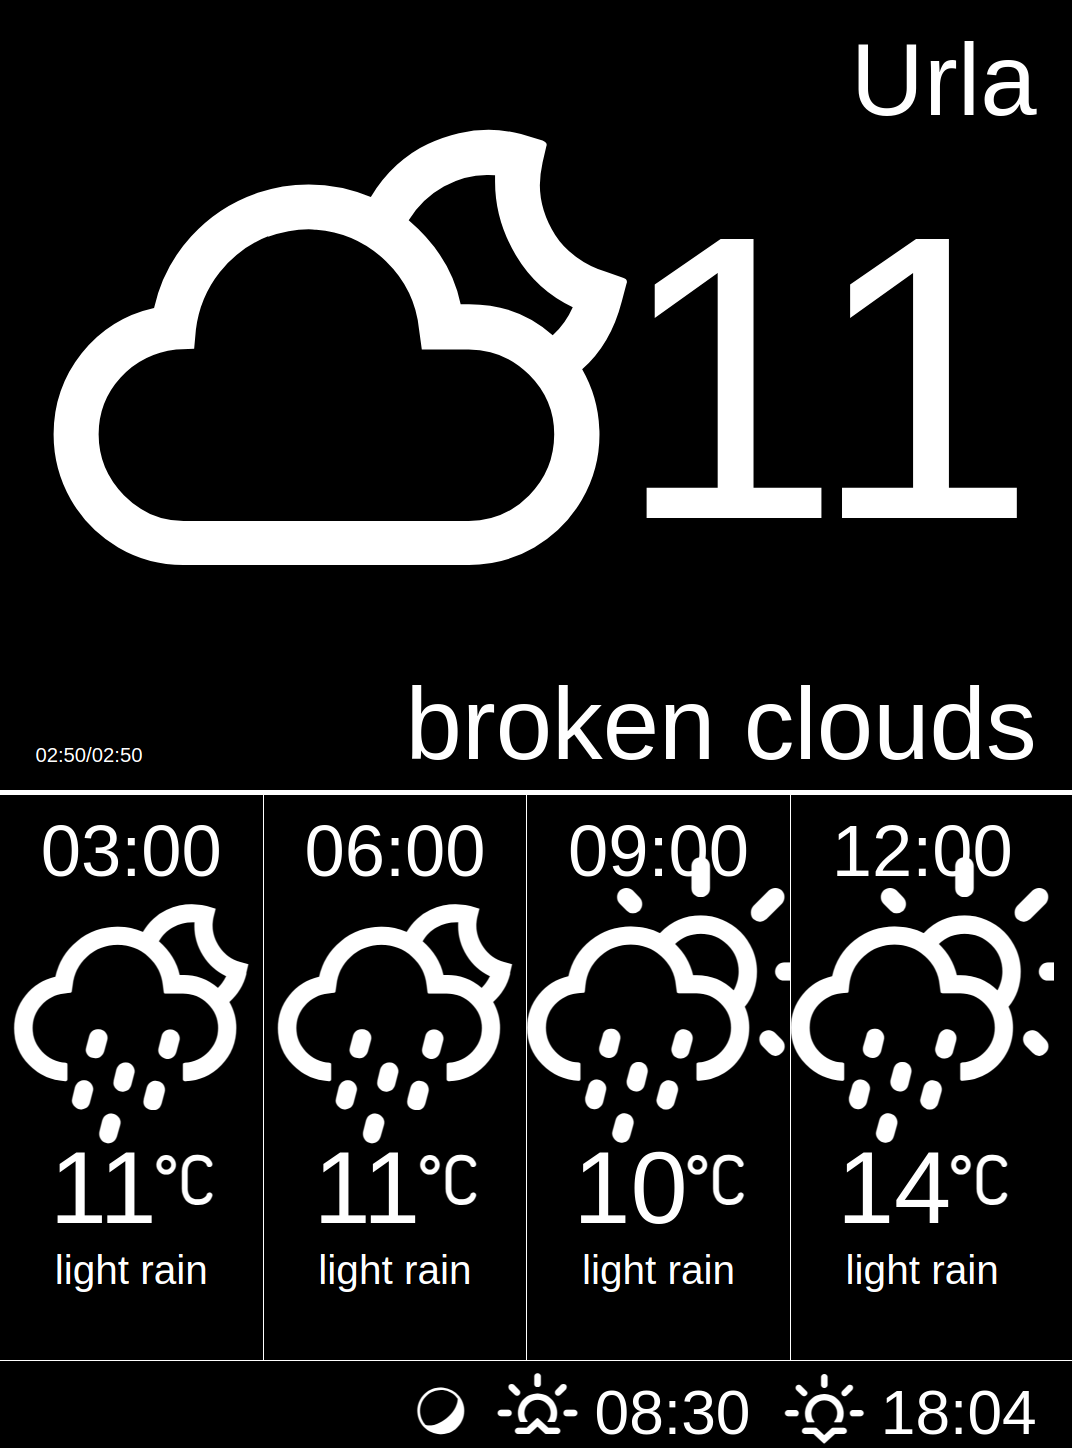 Urla
11
broken clouds
02:50/02:50
03:00 06:00 09:00 12:00
11°C 11°C 10°C 14°C
light rain light rain light rain light rain
08:30 18:04